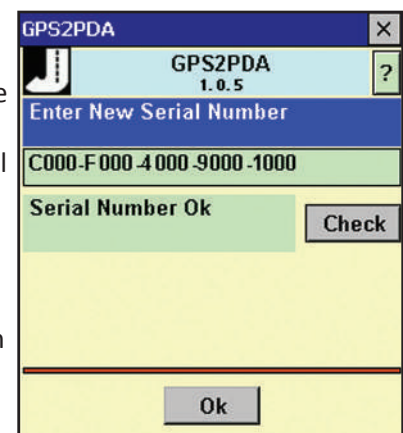 GPS2PDA
GPS2PDA
1.0.5
?
Enter New Serial Number
C000-F000-4000-9000-1000
Serial Number Ok
Check
Ok